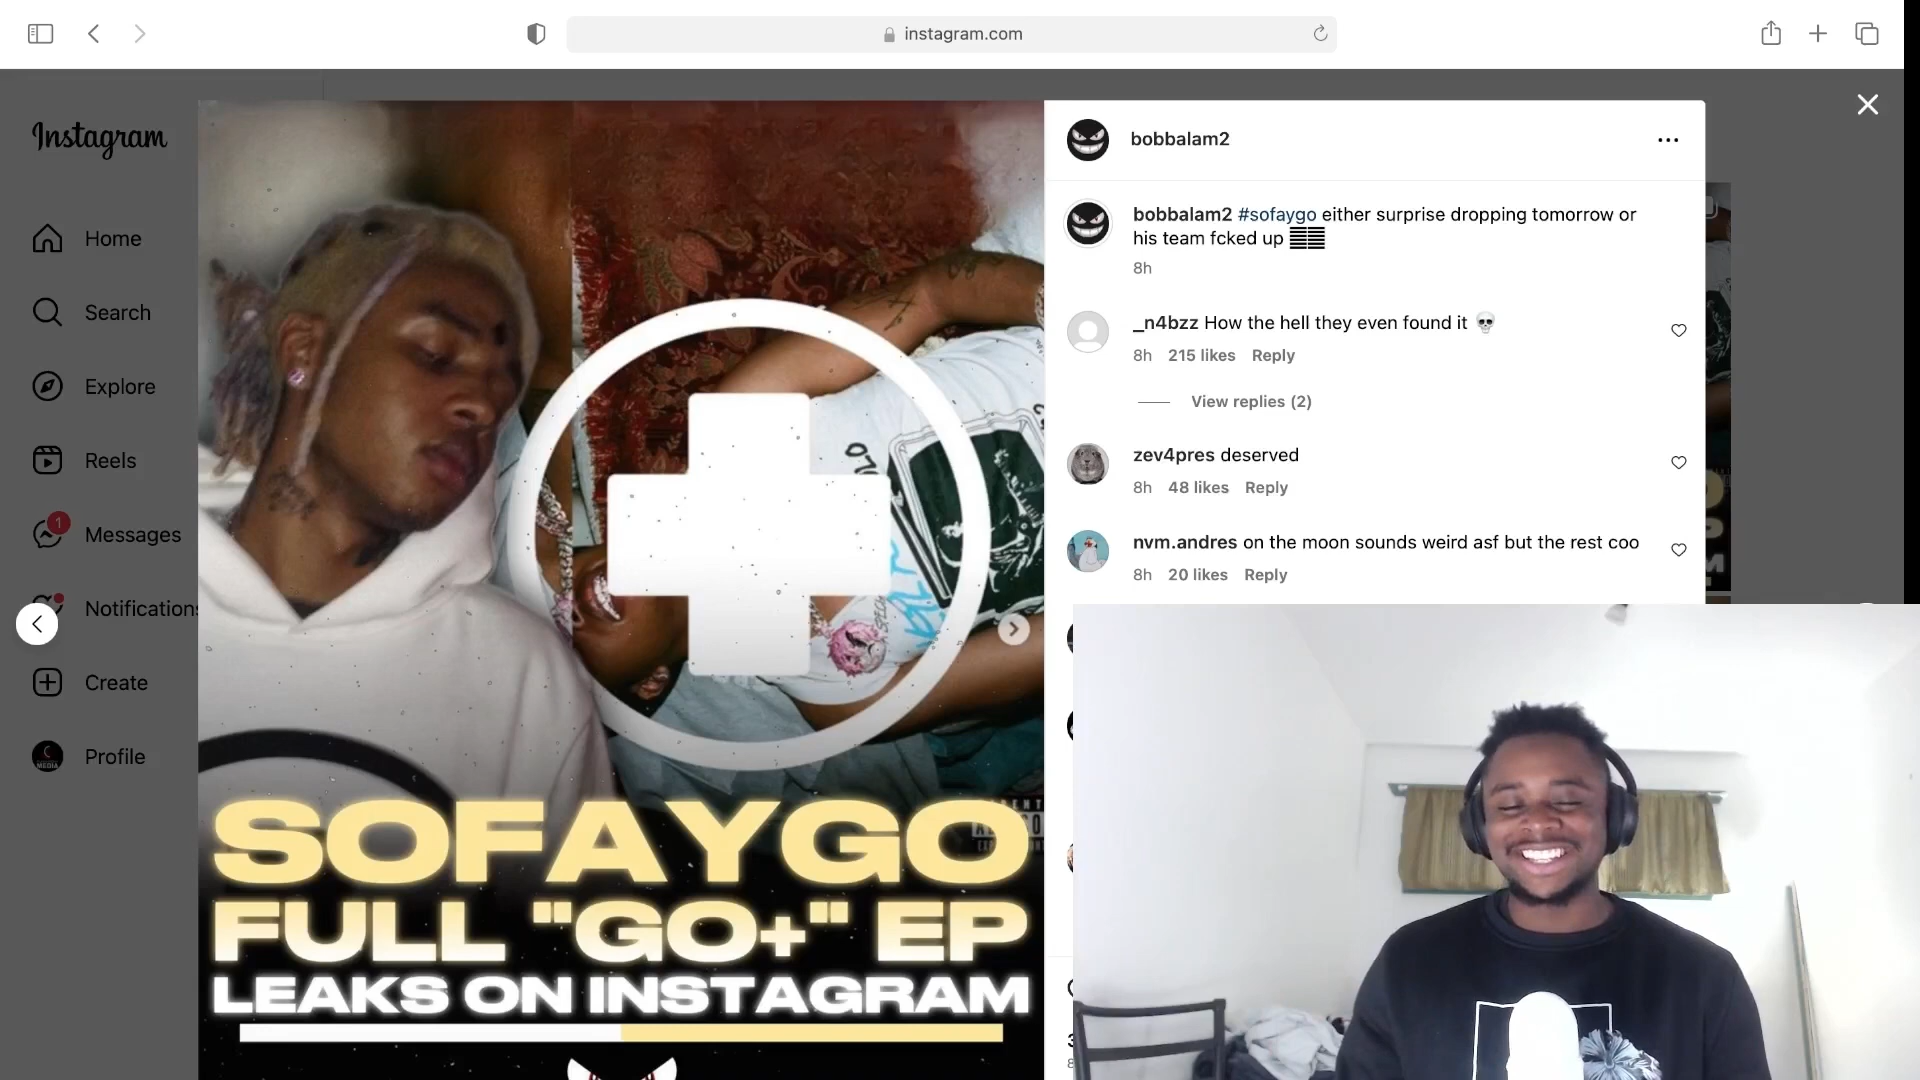 instagram.com
Instagram
Home
Search
Explore
Reels
1
Messages
Notifications
Create
Profile
SOFAYGO
FULL "GO+" EP
LEAKS ON INSTAGRAM
bobbalam2
bobbalam2 #sofaygo either surprise dropping tomorrow or
his team fcked up
8h
_n4bzz How the hell they even found it 💀
8h 215 likes Reply
View replies (2)
zev4pres deserved
8h 48 likes Reply
nvm.andres on the moon sounds weird asf but the rest coo
8h 20 likes Reply